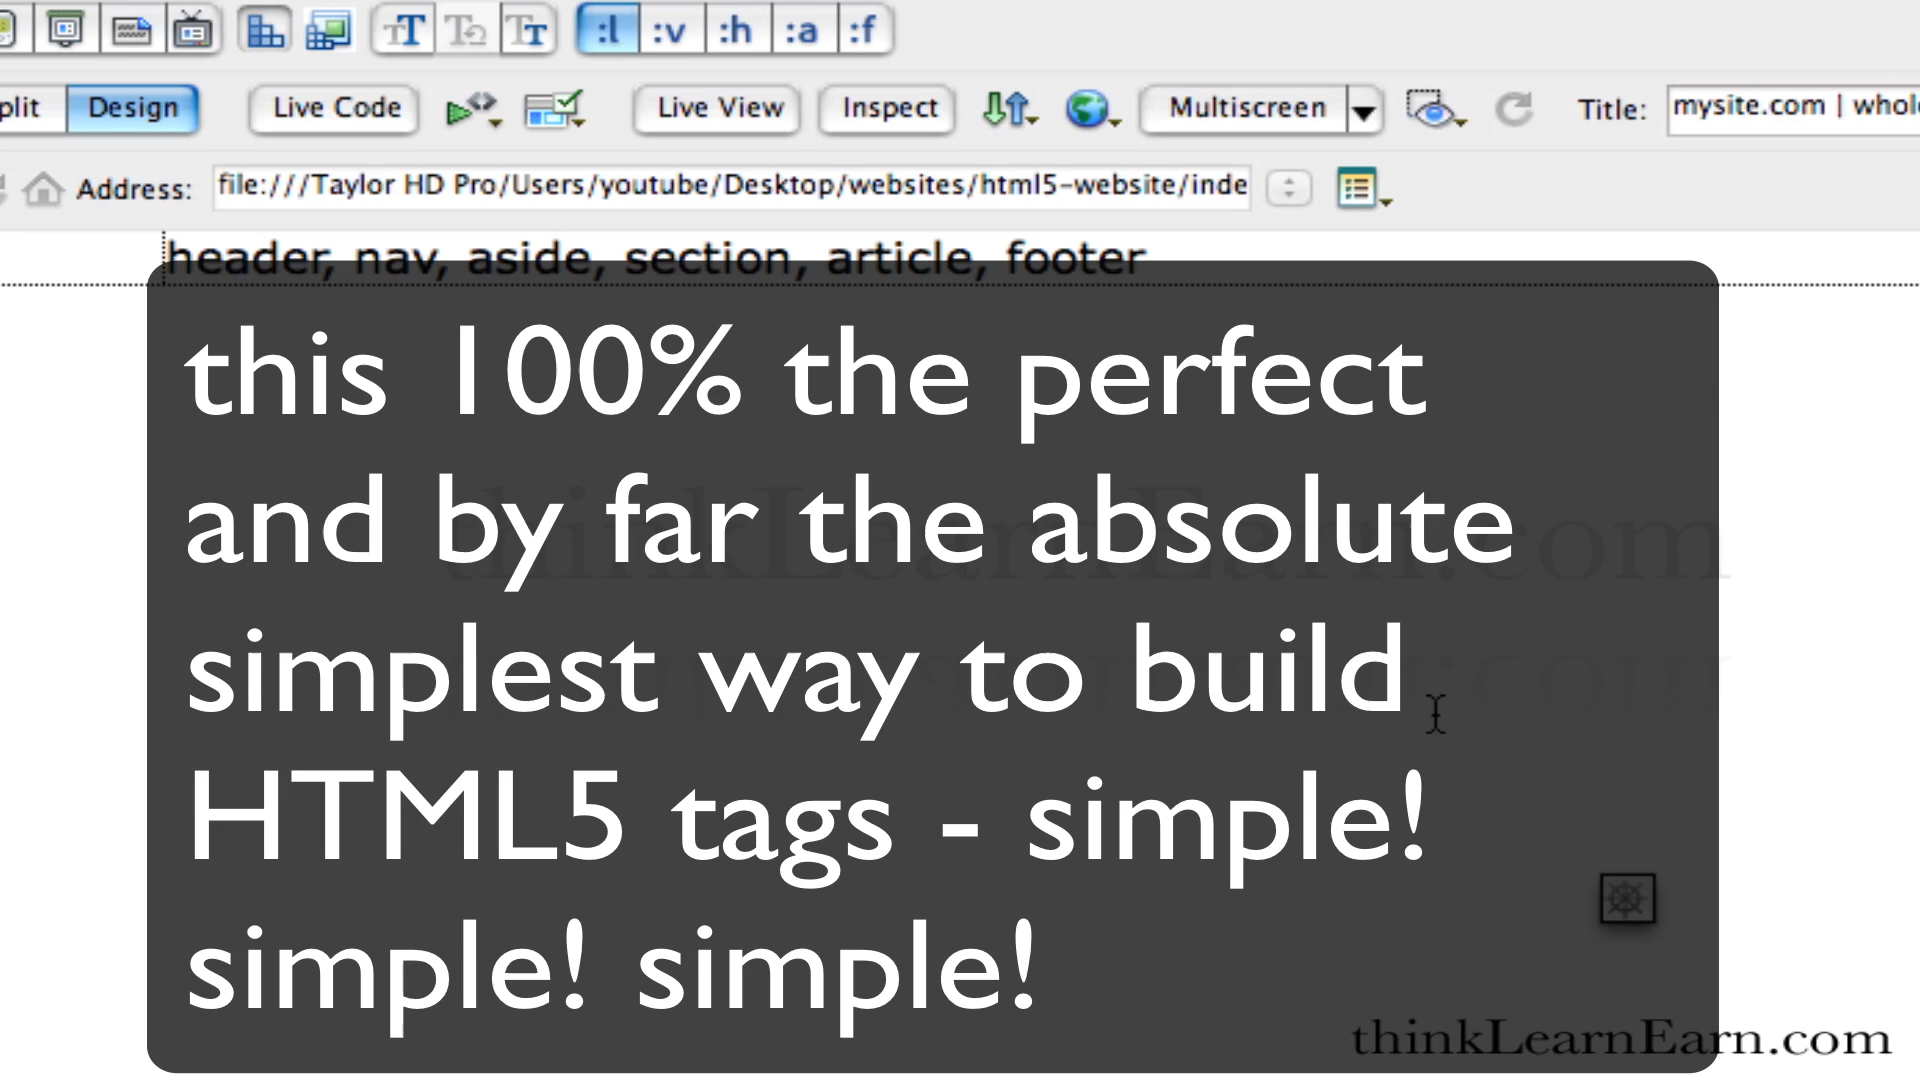 :l :v :h :a :f
plit Design Live Code Live View Inspect Multiscreen Title: mysite.com | whol
Address: file:///Taylor HD Pro/Users/youtube/Desktop/websites/html5-website/inde
header, nav, aside, section, article, footer
this 100% the perfect
and by far the absolute
simplest way to build
HTML5 tags - simple!
simple! simple!
thinkLearnEarn.com
thinkLearnEarn.com